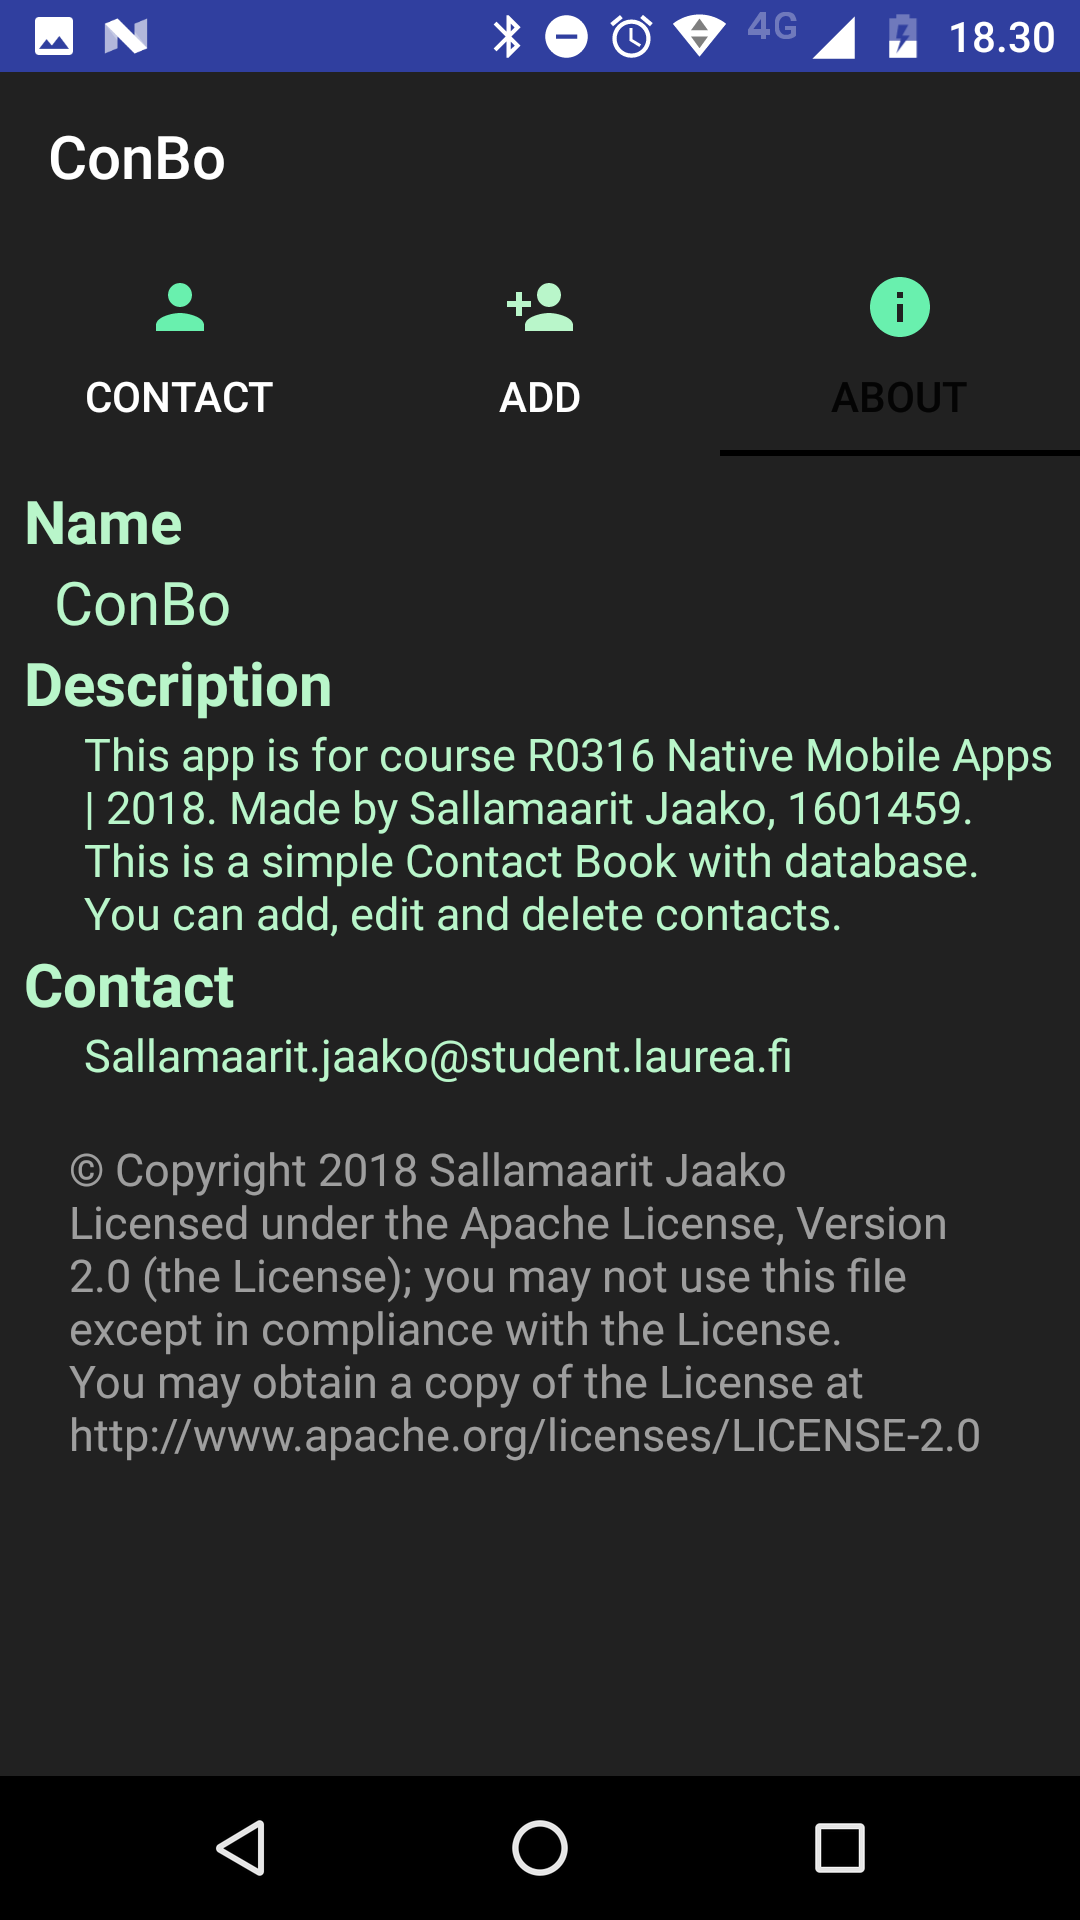 4G 18.30
ConBo
CONTACT ADD ABOUT
Name
ConBo
Description
This app is for course R0316 Native Mobile Apps
| 2018. Made by Sallamaarit Jaako, 1601459.
This is a simple Contact Book with database.
You can add, edit and delete contacts.
Contact
Sallamaarit.jaako@student.laurea.fi
© Copyright 2018 Sallamaarit Jaako
Licensed under the Apache License, Version
2.0 (the License); you may not use this file
except in compliance with the License.
You may obtain a copy of the License at
http://www.apache.org/licenses/LICENSE-2.0